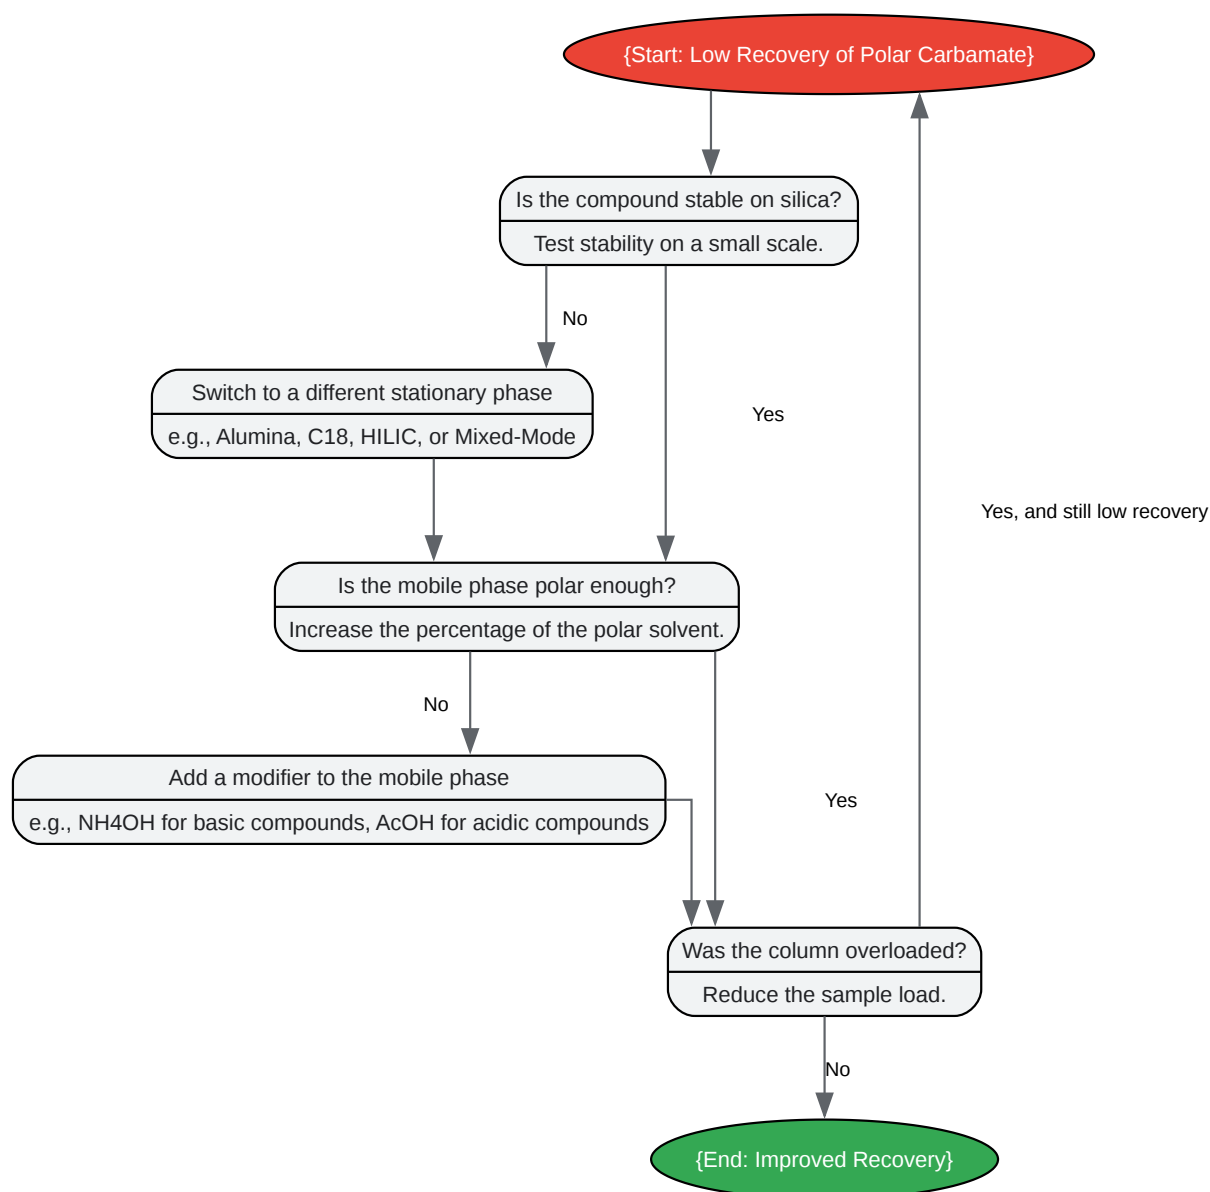 {Start: Low Recovery of Polar Carbamate}
Is the compound stable on silica?
Test stability on a small scale.
No
Switch to a different stationary phase
e.g., Alumina, C18, HILIC, or Mixed-Mode
Yes
Yes, and still low recovery
Is the mobile phase polar enough?
Increase the percentage of the polar solvent.
No
Add a modifier to the mobile phase
e.g., NH4OH for basic compounds, AcOH for acidic compounds
Yes
Was the column overloaded?
Reduce the sample load.
No
{End: Improved Recovery}